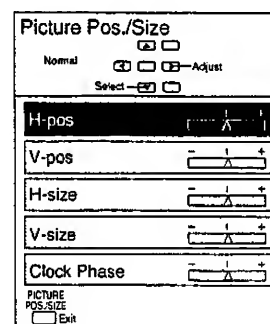 Picture Pos./Size
Normal
Adjust
Select
H-pos
- +
V-pos
- +
H-size
- +
V-size
- +
Clock Phase
- +
PICTURE
POS./SIZE
Exit